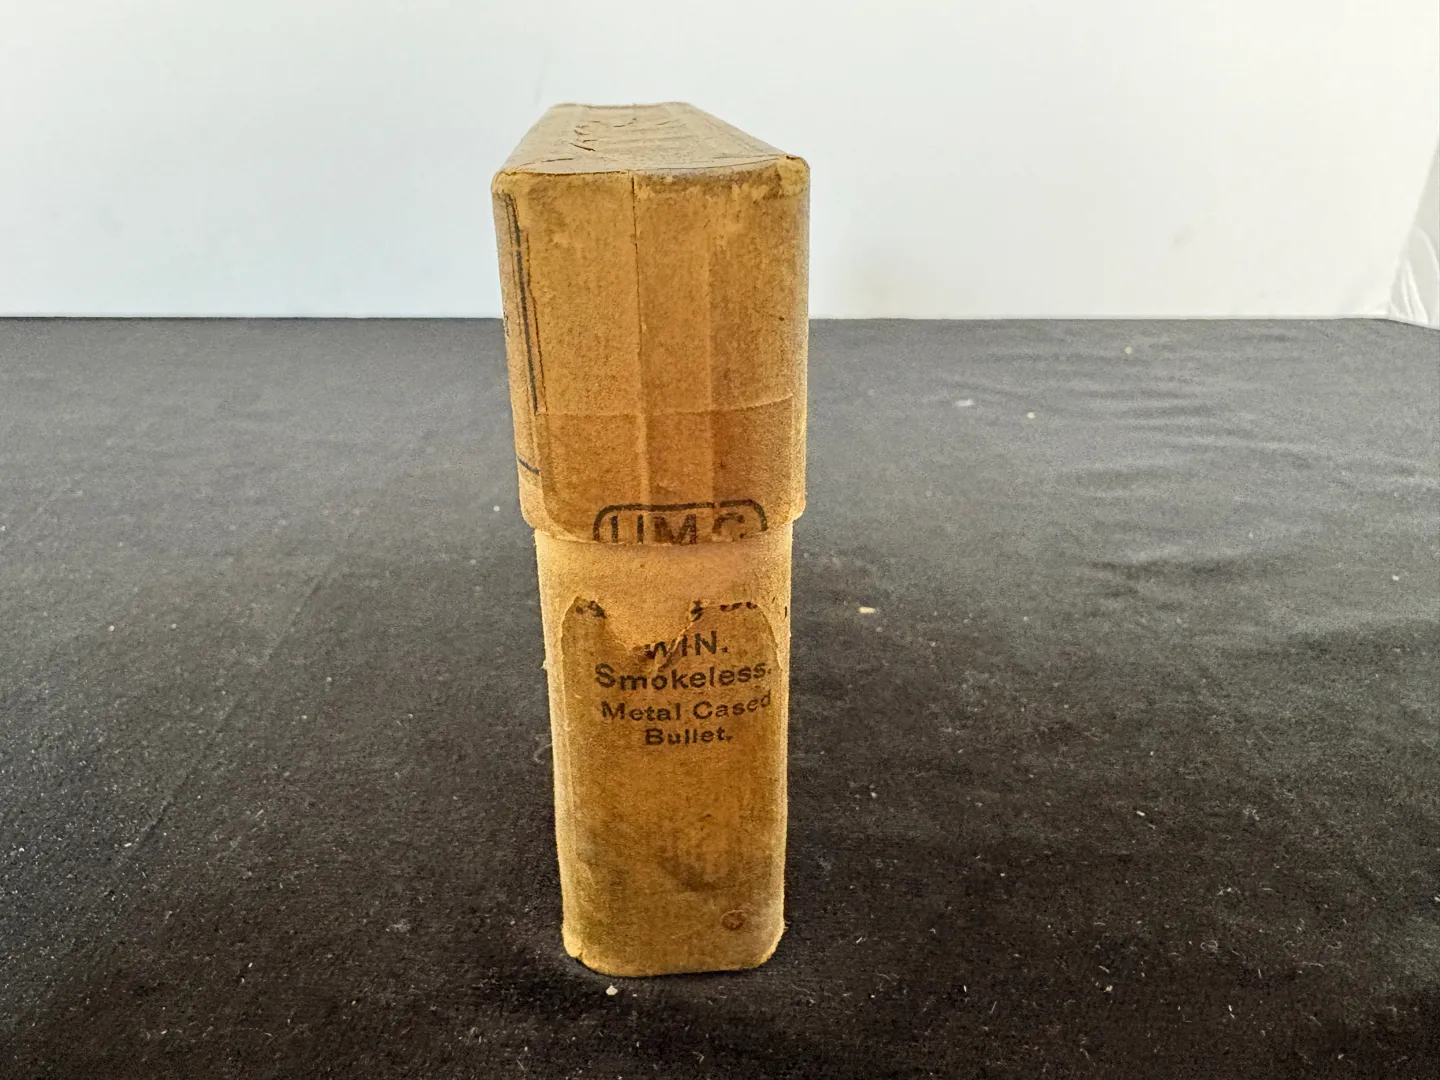 UMC
WIN.
Smokeless.
Metal Cased
Bullet.